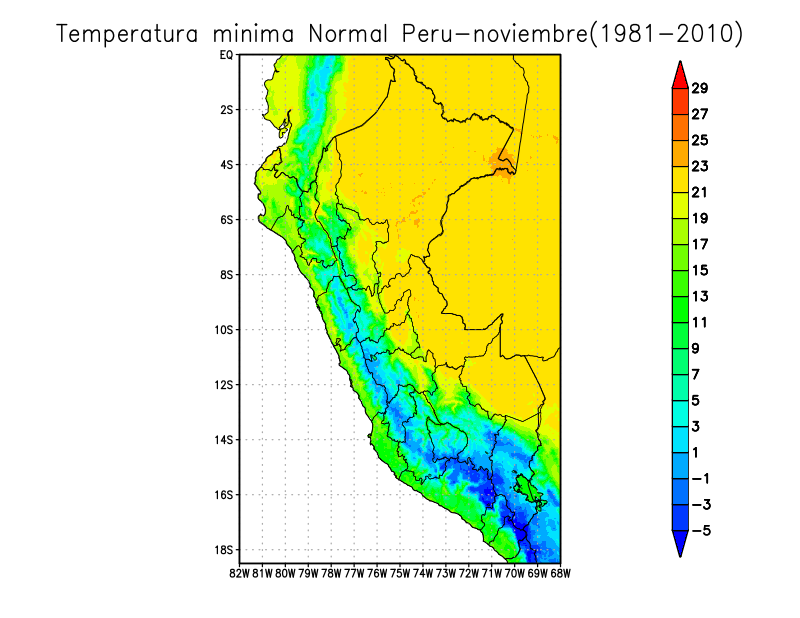 Temperatura minima Normal Peru-noviembre(1981-2010)
EQ
2S
4S
6S
8S
10S
12S
14S
16S
18S
82W 81W 80W 79W 78W 77W 76W 75W 74W 73W 72W 71W 70W 69W 68W
29
27
25
23
21
19
17
15
13
11
9
7
5
3
1
-1
-3
-5